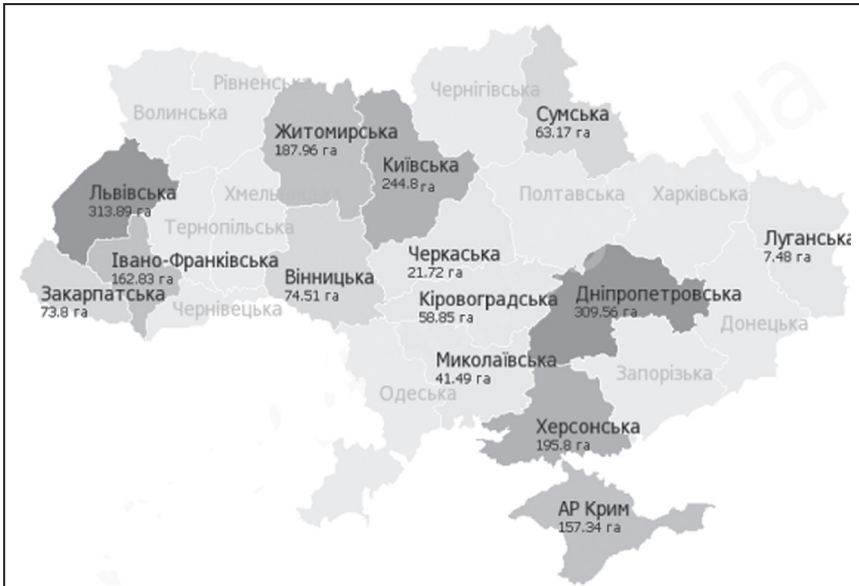 Рівненська
Волинська
Чернігівська
Сумська
63.17 га
Житомирська
187.96 га
Київська
244.8 га
Львівська
313.89 га
Хмельницька
Полтавська
Харківська
Тернопільська
Луганська
7.48 га
Черкаська
21.72 га
Івано-Франківська
162.83 га
Вінницька
74.51 га
Закарпатська
73.8 га
Чернівецька
Кіровоградська
58.85 га
Дніпропетровська
309.56 га
Донецька
Миколаївська
41.49 га
Запорізька
Одеська
Херсонська
195.8 га
АР Крим
157.34 га